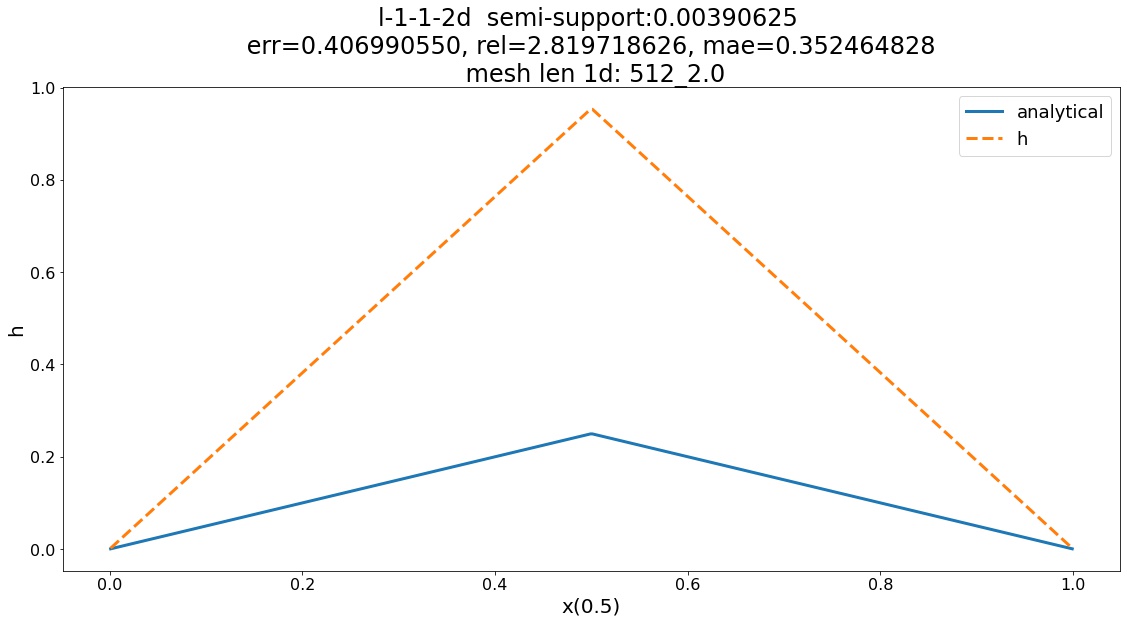 l-1-1-2d  semi-support:0.00390625
err=0.406990550, rel=2.819718626, mae=0.352464828
mesh len 1d: 512_2.0
analytical
h
h
1.0
0.8
0.6
0.4
0.2
0.0
0.0 0.2 0.4 0.6 0.8 1.0
x(0.5)